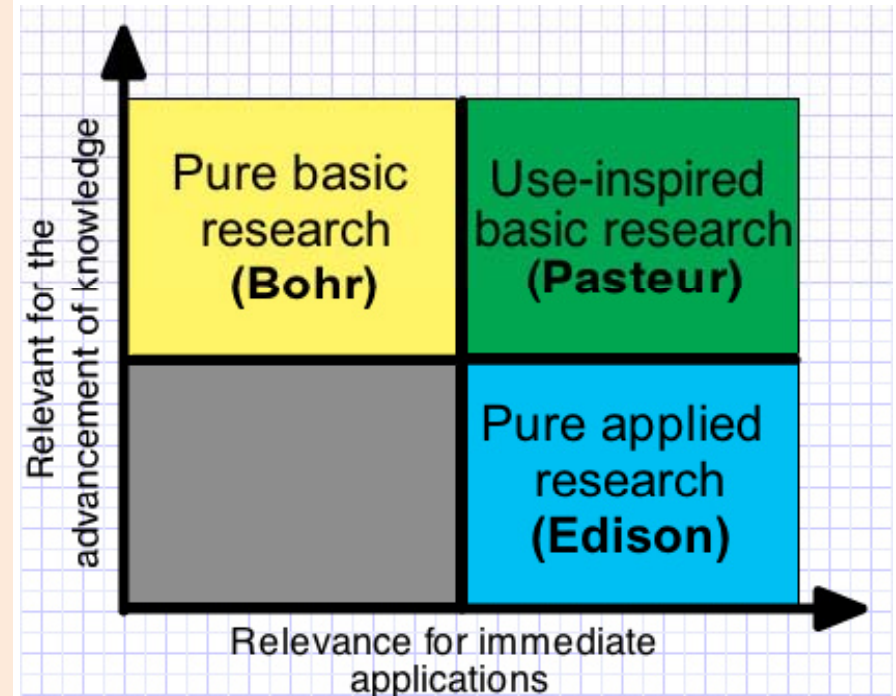 Relevant for the
advancement of knowledge
Pure basic
research
(Bohr)
Use-inspired
basic research
(Pasteur)
Pure applied
research
(Edison)
Relevance for immediate
applications